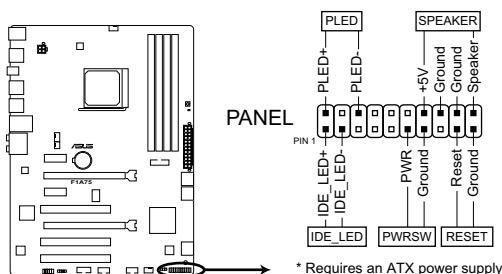 PLED
SPEAKER
PLED+
PLED-
+5V
Ground
Ground
Speaker
PANEL
PIN 1
IDE_LED+
IDE_LED-
PWR
Ground
Reset
Ground
IDE_LED
PWRSW
RESET
* Requires an ATX power supply
ASUS
F1A75